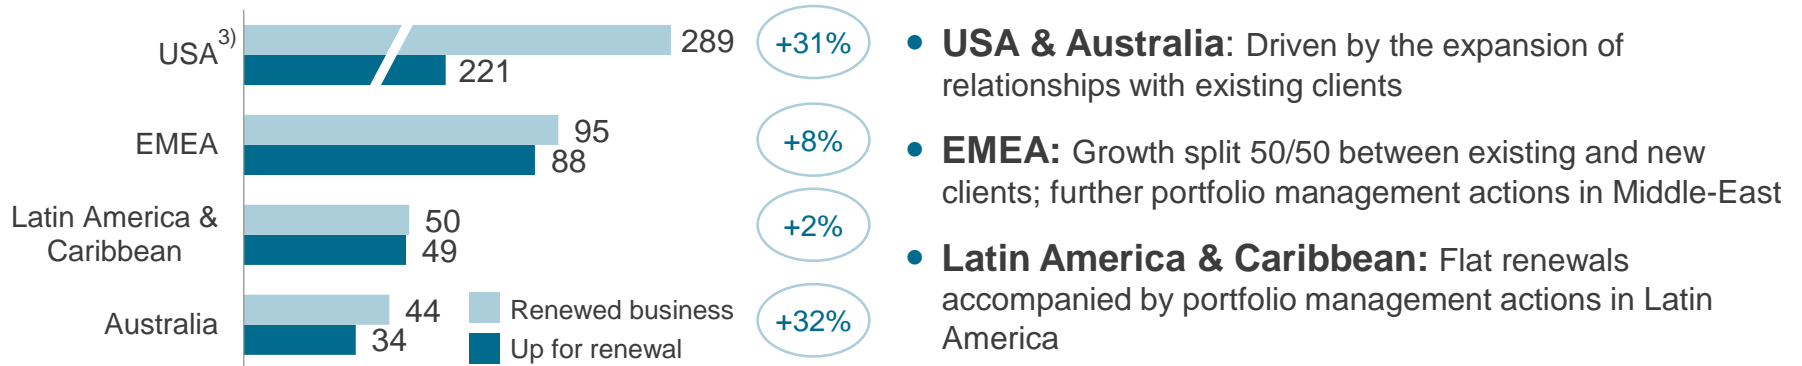 USA3)
289
+31%
221
EMEA
95
+8%
88
Latin America &
Caribbean
50
+2%
49
Australia
44
+32%
34
Renewed business
Up for renewal
• USA & Australia: Driven by the expansion of
relationships with existing clients
• EMEA: Growth split 50/50 between existing and new
clients; further portfolio management actions in Middle-East
• Latin America & Caribbean: Flat renewals
accompanied by portfolio management actions in Latin
America